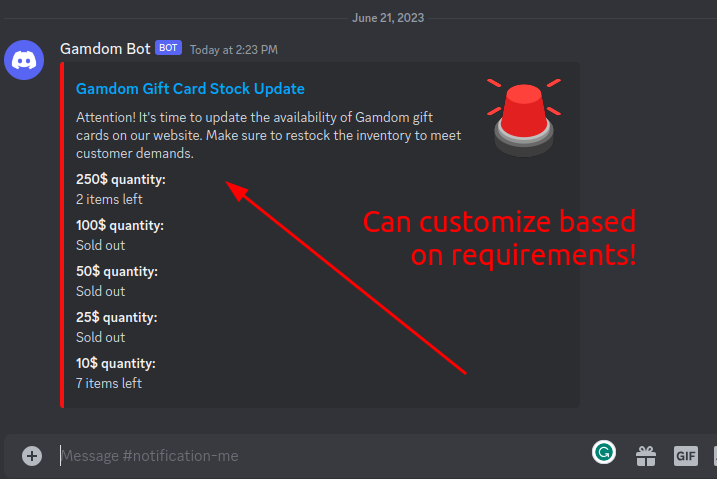 June 21, 2023
Gamdom Bot BOT Today at 2:23 PM
Gamdom Gift Card Stock Update
Attention! It's time to update the availability of Gamdom gift
cards on our website. Make sure to restock the inventory to meet
customer demands.
250$ quantity:
2 items left
100$ quantity:
Sold out
50$ quantity:
Sold out
25$ quantity:
Sold out
10$ quantity:
7 items left
Can customize based
on requirements!
Message #notification-me
GIF